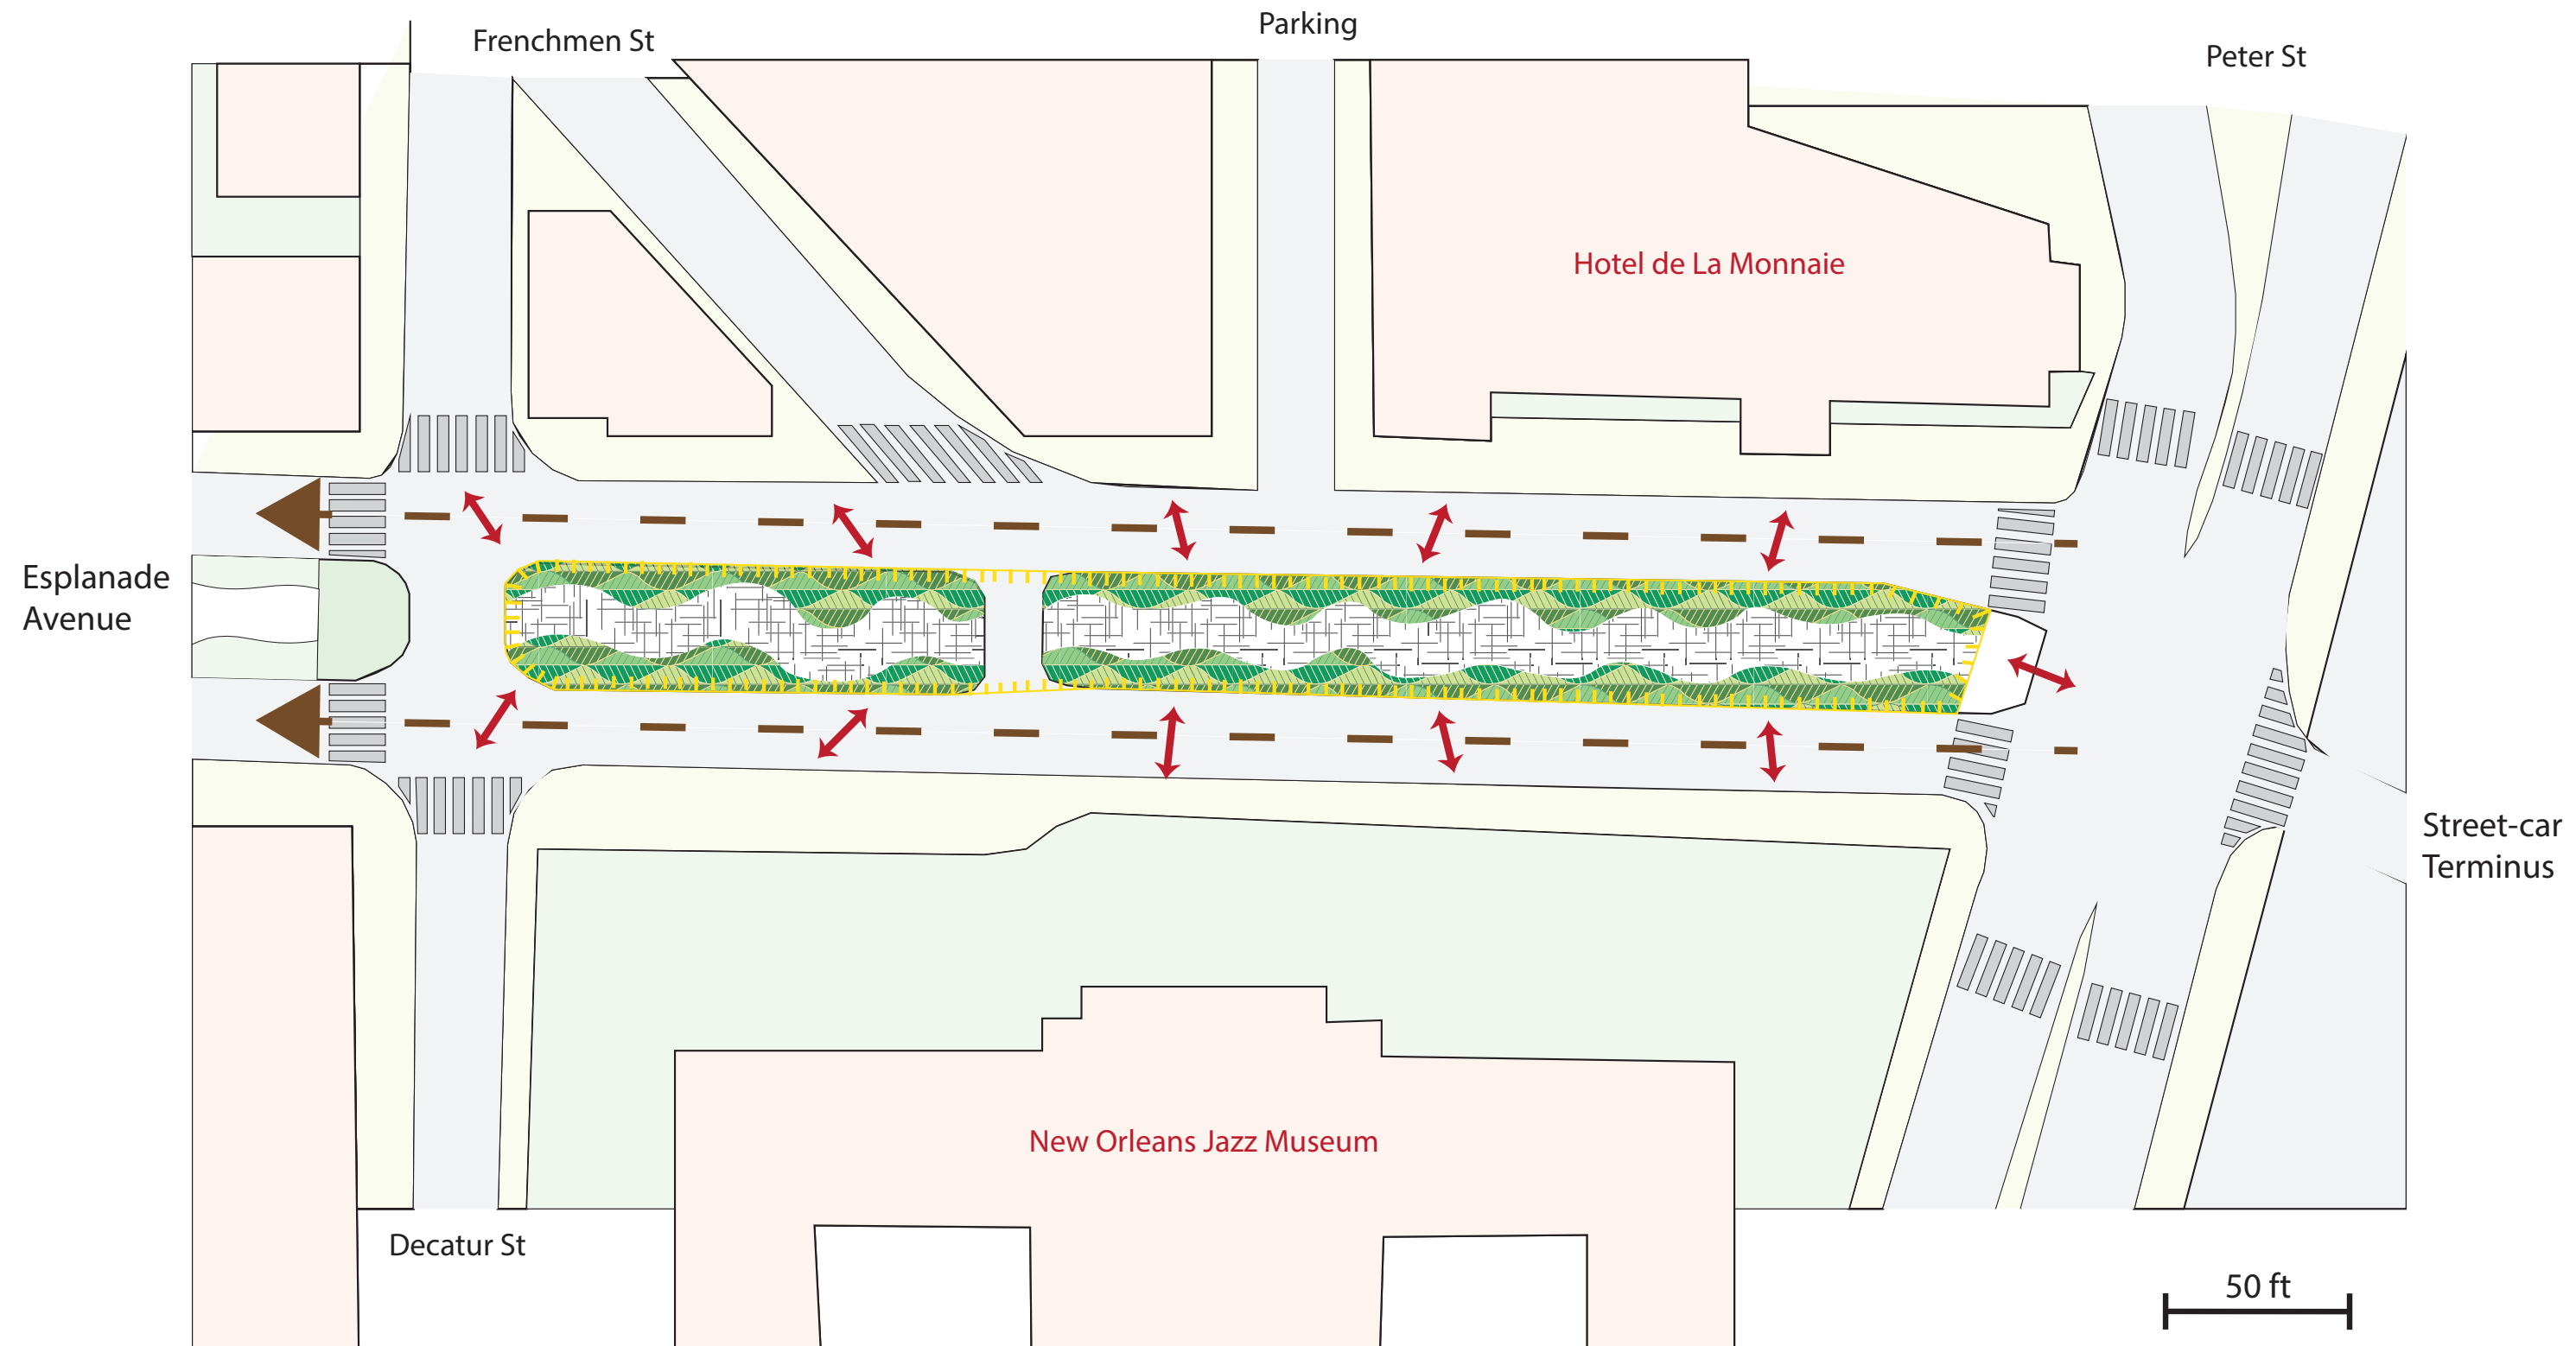 Parking
Frenchmen St
Peter St
Hotel de La Monnaie
Esplanade
Avenue
Street-car
Terminus
New Orleans Jazz Museum
Decatur St
50 ft